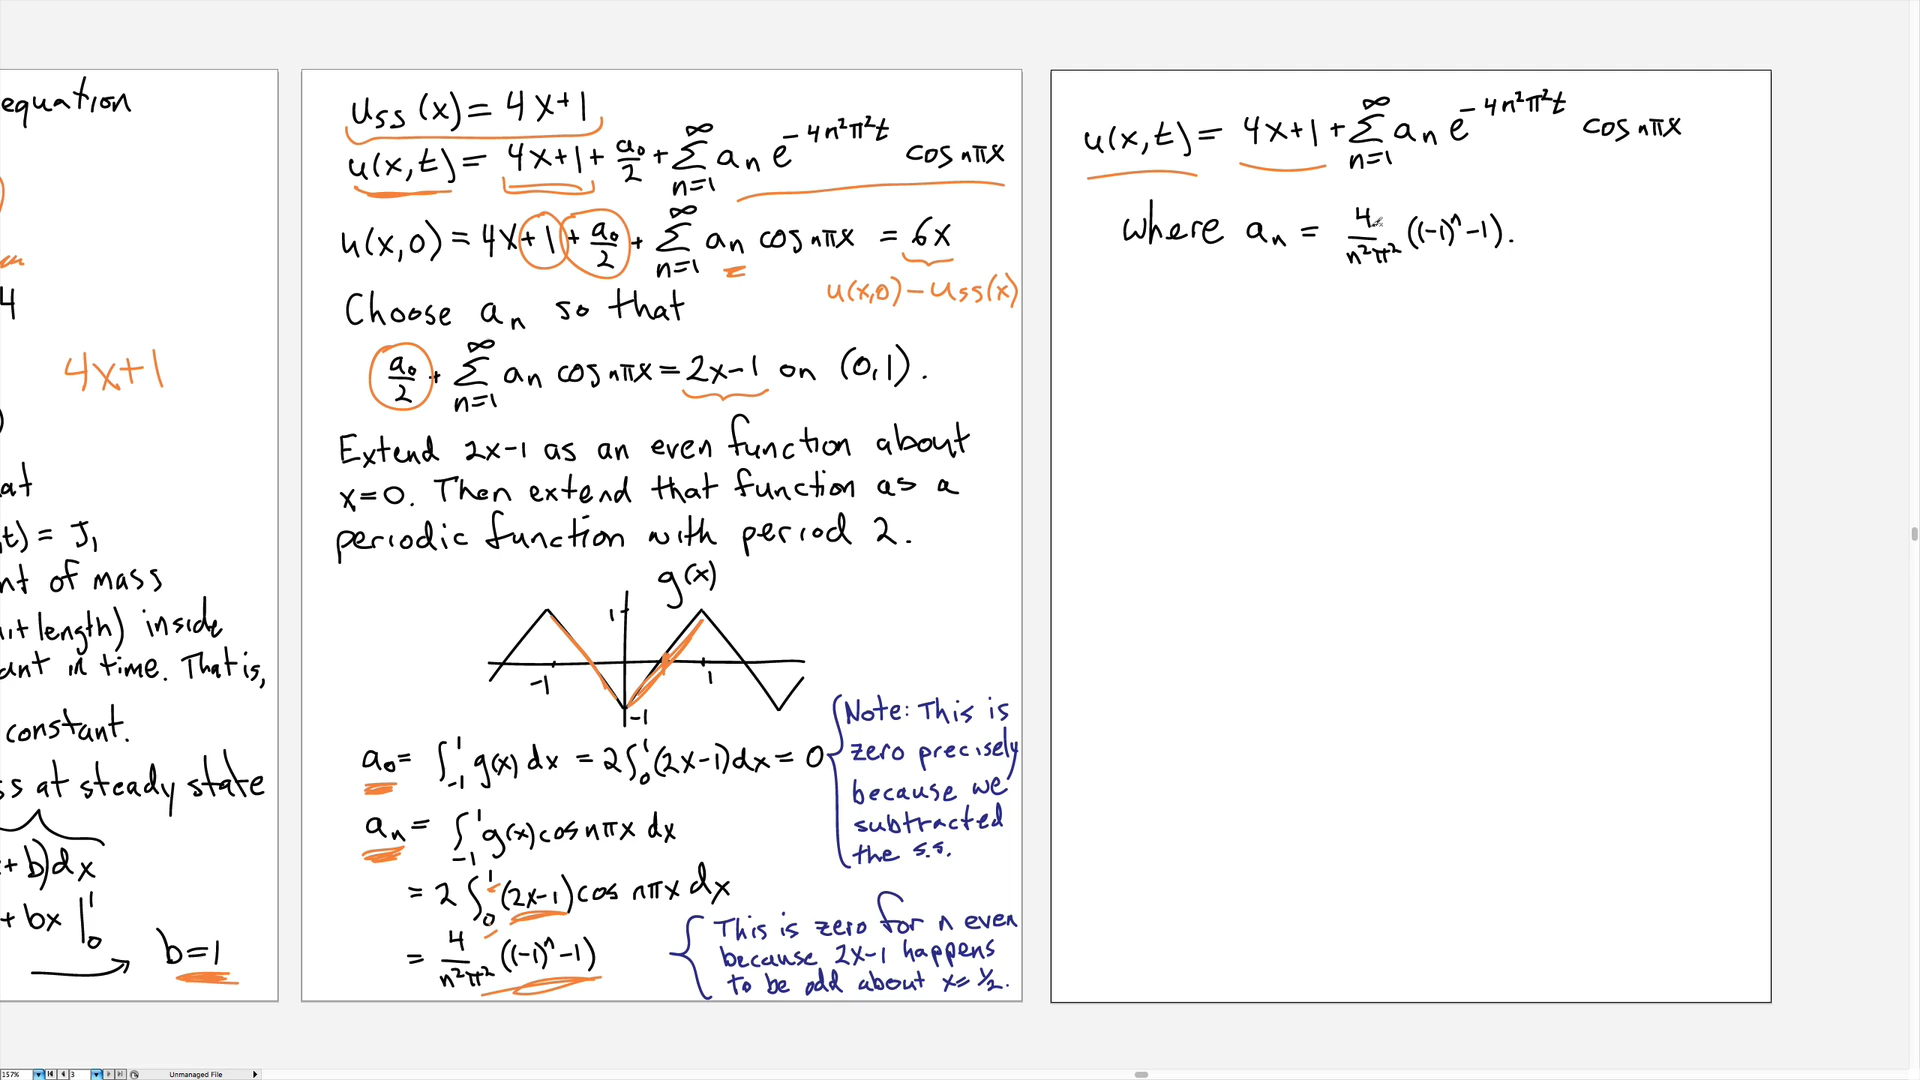 equation
4
4x+1
)
at
,t) = J₁
nt of mass
it length) inside
ant in time. That is,
constant.
ss at steady state
+ b)dx
+ bx |₀¹
b=1
uss(x) = 4x+1
u(x,t) = 4x+1 + a₀/2 + ∑_{n=1}^{∞} aₙ e^{-4n²π²t} cos nπx
u(x,0) = 4x+1 + a₀/2 + ∑_{n=1}^{∞} aₙ cos nπx = 6x
u(x,0) – uss(x)
Choose aₙ so that
a₀/2 + ∑_{n=1}^{∞} aₙ cos nπx = 2x-1 on (0,1).
Extend 2x-1 as an even function about
x=0. Then extend that function as a
periodic function with period 2.
g(x)
1
-1
1
-1
a₀ = ∫₋₁¹ g(x) dx = 2∫₀¹(2x-1)dx = 0
Note: This is
zero precisely
because we
subtracted
the s.s.
aₙ = ∫₋₁¹ g(x) cos nπx dx
= 2 ∫₀¹ (2x-1) cos nπx dx
= 4/(n²π²) ((-1)ⁿ-1)
This is zero for n even
because 2x-1 happens
to be odd about x=½.
u(x,t) = 4x+1 + ∑_{n=1}^{∞} aₙ e^{-4n²π²t} cos nπx
where aₙ = 4/(n²π²) ((-1)ⁿ-1).
157%
3
Unmanaged File